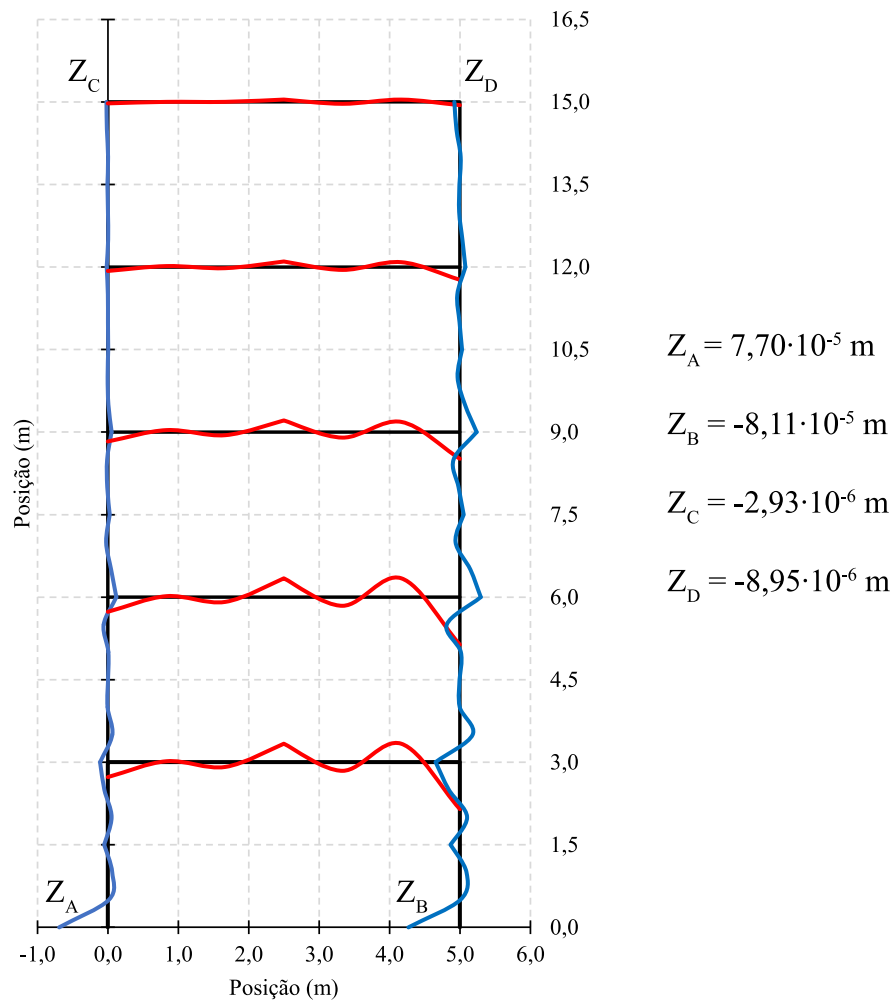 16,5
Z_C
Z_D
15,0
13,5
12,0
10,5
Z_A = 7,70·10^-5 m
Z_B = -8,11·10^-5 m
Z_C = -2,93·10^-6 m
Z_D = -8,95·10^-6 m
Posição (m)
9,0
7,5
6,0
4,5
3,0
1,5
Z_A
Z_B
0,0
-1,0 0,0 1,0 2,0 3,0 4,0 5,0 6,0
Posição (m)